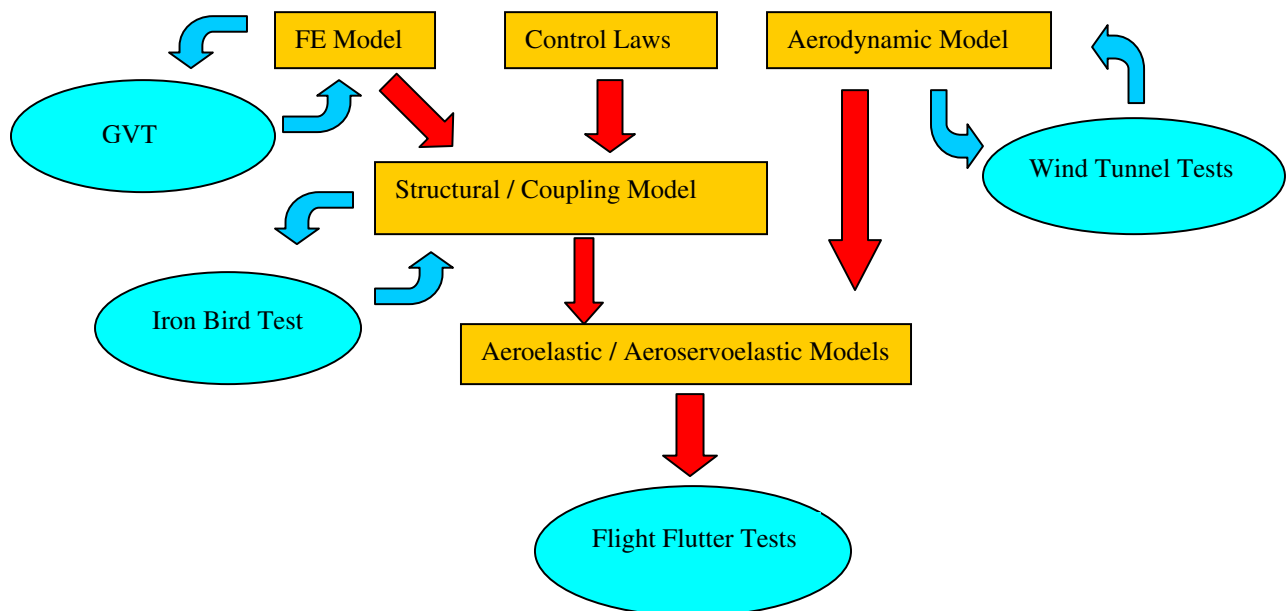 FE Model
Control Laws
Aerodynamic Model
GVT
Wind Tunnel Tests
Structural / Coupling Model
Iron Bird Test
Aeroelastic / Aeroservoelastic Models
Flight Flutter Tests